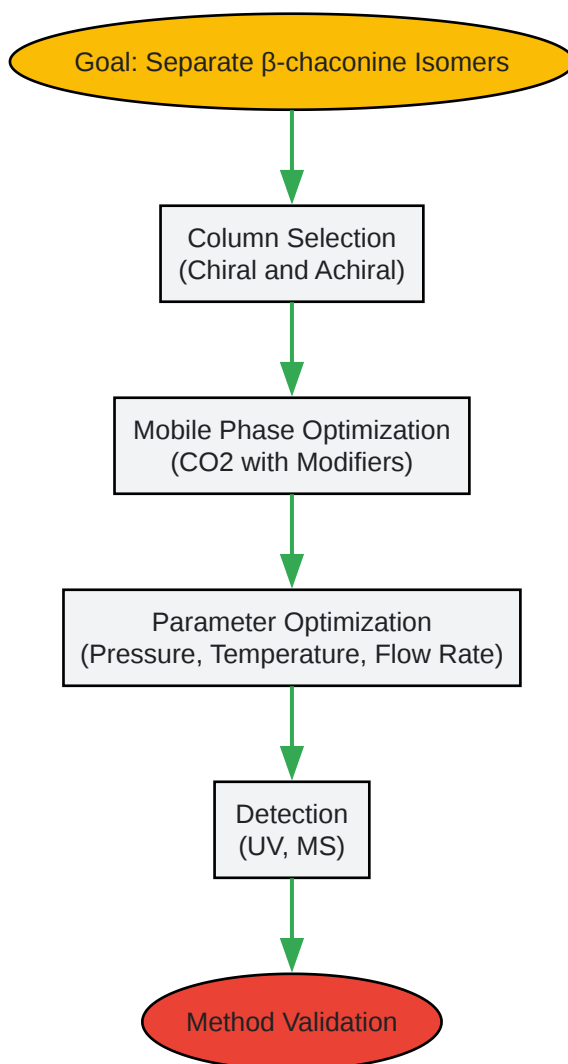 Goal: Separate β-chaconine Isomers
Column Selection
(Chiral and Achiral)
Mobile Phase Optimization
(CO2 with Modifiers)
Parameter Optimization
(Pressure, Temperature, Flow Rate)
Detection
(UV, MS)
Method Validation